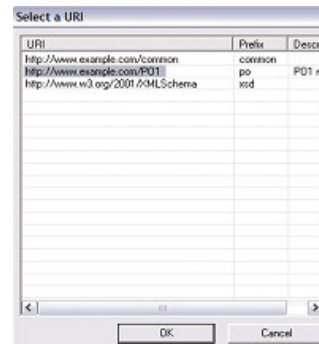 Select a URI
URI Prefix Descr
http://www.example.com/common common
http://www.example.com/PO1 po PO1
http://www.w3.org/2001/XMLSchema xsd
OK Cancel